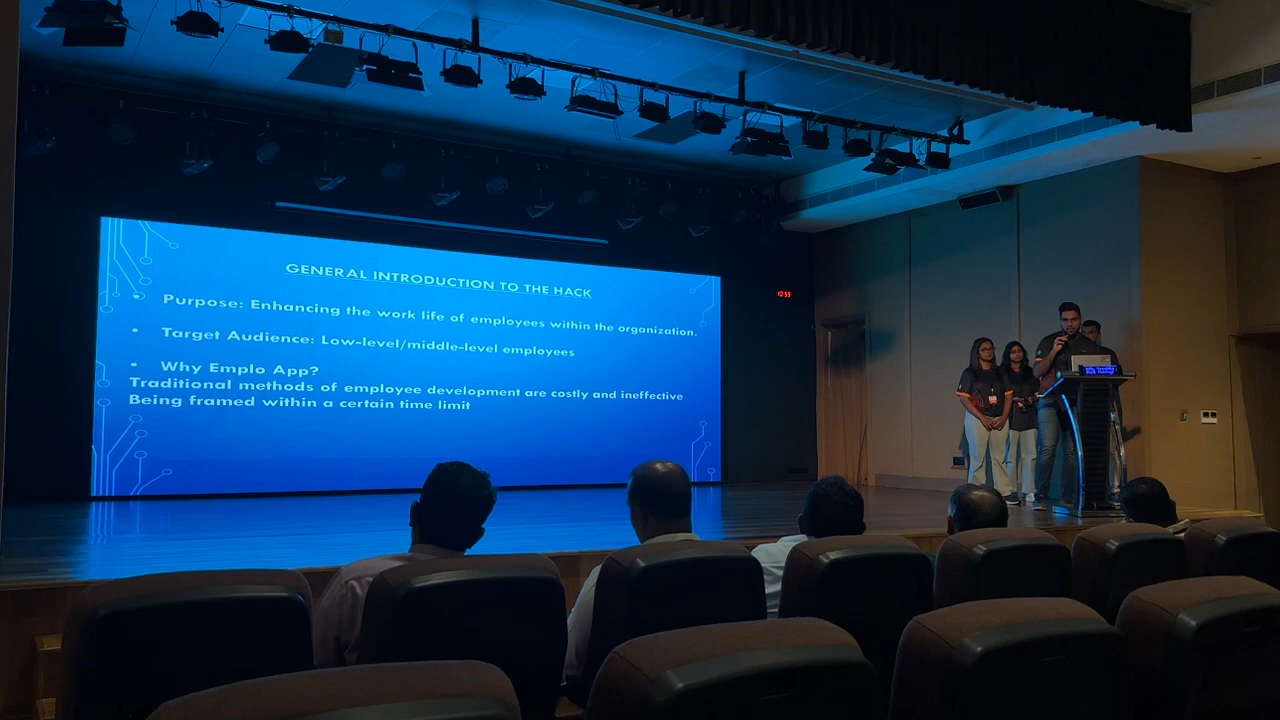 GENERAL INTRODUCTION TO THE HACK
• Purpose: Enhancing the work life of employees within the organization.
• Target Audience: Low-level/middle-level employees
• Why Emplo App?
Traditional methods of employee development are costly and ineffective
Being framed within a certain time limit
10:53